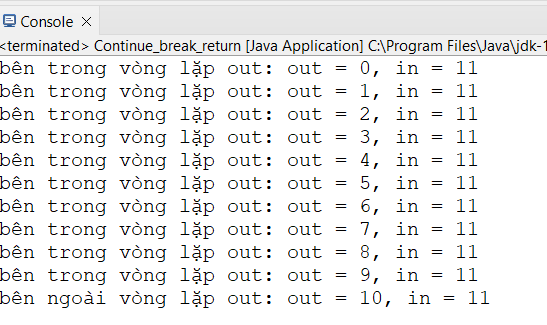 Console
<terminated> Continue_break_return [Java Application] C:\Program Files\Java\jdk-1
bên trong vòng lặp out: out = 0, in = 11
bên trong vòng lặp out: out = 1, in = 11
bên trong vòng lặp out: out = 2, in = 11
bên trong vòng lặp out: out = 3, in = 11
bên trong vòng lặp out: out = 4, in = 11
bên trong vòng lặp out: out = 5, in = 11
bên trong vòng lặp out: out = 6, in = 11
bên trong vòng lặp out: out = 7, in = 11
bên trong vòng lặp out: out = 8, in = 11
bên trong vòng lặp out: out = 9, in = 11
bên ngoài vòng lặp out: out = 10, in = 11